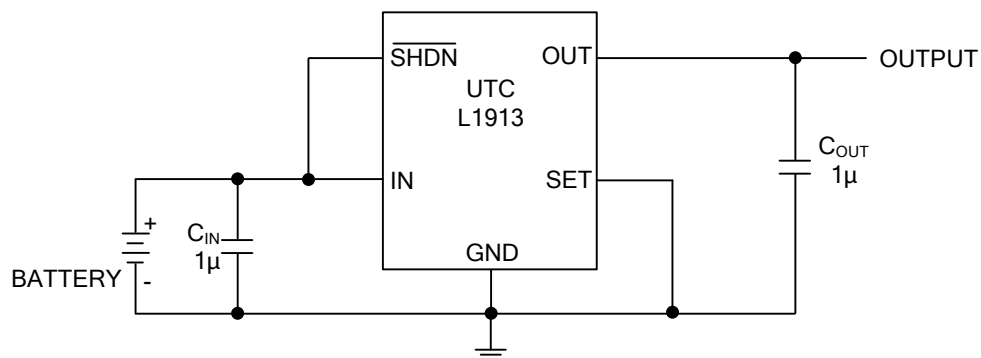 SHDN
OUT
OUTPUT
UTC
L1913
C_OUT
1µ
IN
SET
+
C_IN
1µ
GND
BATTERY
-